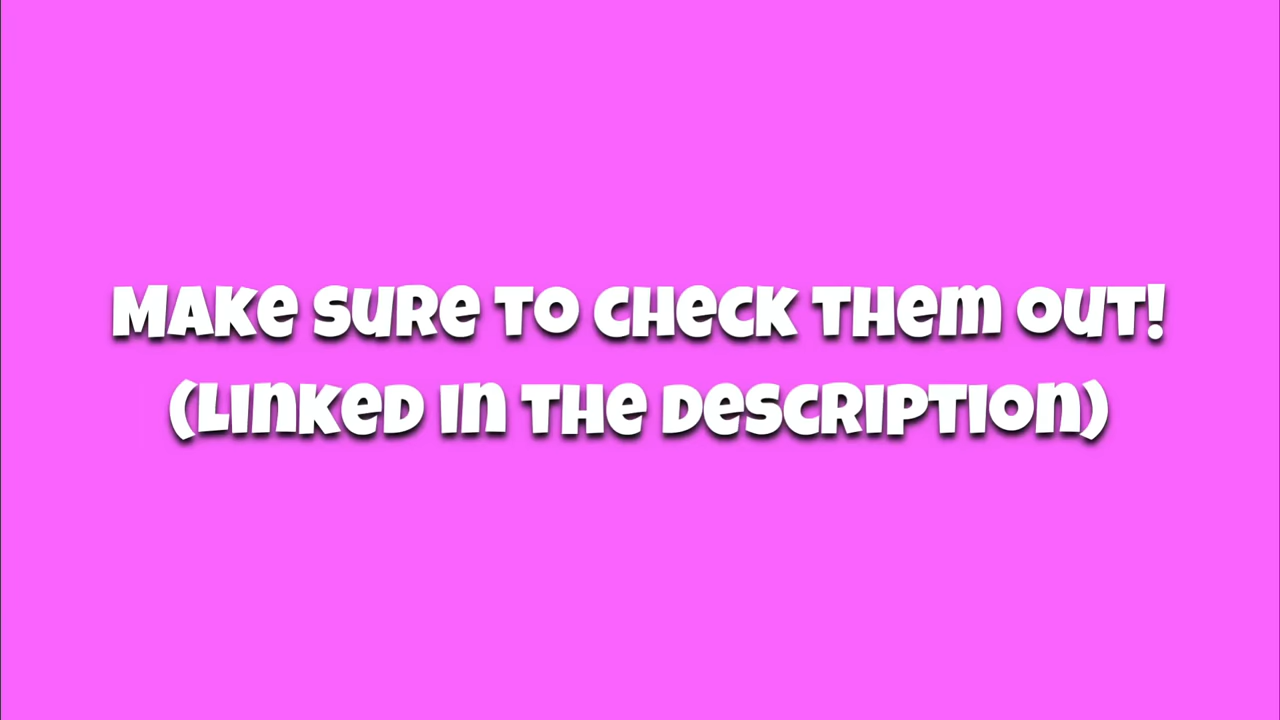 Make sure to check them out!
(Linked in the description)